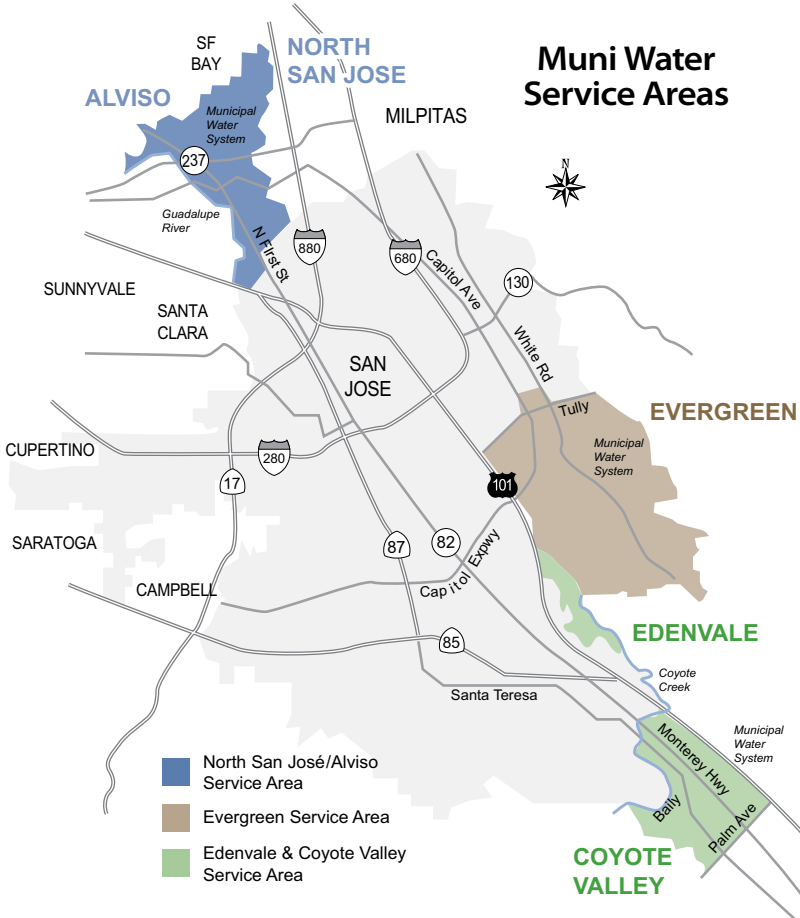 Muni Water
Service Areas
SF
BAY
NORTH
SAN JOSE
ALVISO
Municipal
Water
System
MILPITAS
237
N
Guadalupe
River
N First St
880
680
Capitol Ave
130
SUNNYVALE
SANTA
CLARA
White Rd
SAN
JOSE
Tully
EVERGREEN
Municipal
Water
System
CUPERTINO
280
17
101
SARATOGA
87
82
Capitol Expwy
CAMPBELL
EDENVALE
85
Coyote
Creek
Santa Teresa
Municipal
Water
System
Monterey Hwy
Baily
Palm Ave
North San José/Alviso
Service Area
Evergreen Service Area
Edenvale & Coyote Valley
Service Area
COYOTE
VALLEY